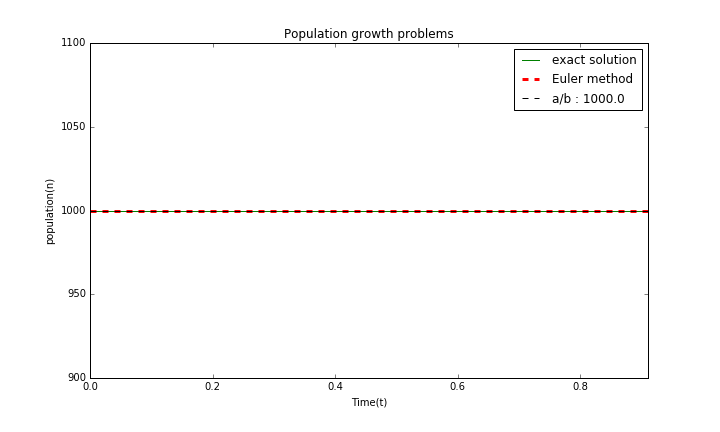 Population growth problems
exact solution
Euler method
a/b : 1000.0
1100
1050
1000
950
900
population(n)
0.0 0.2 0.4 0.6 0.8
Time(t)